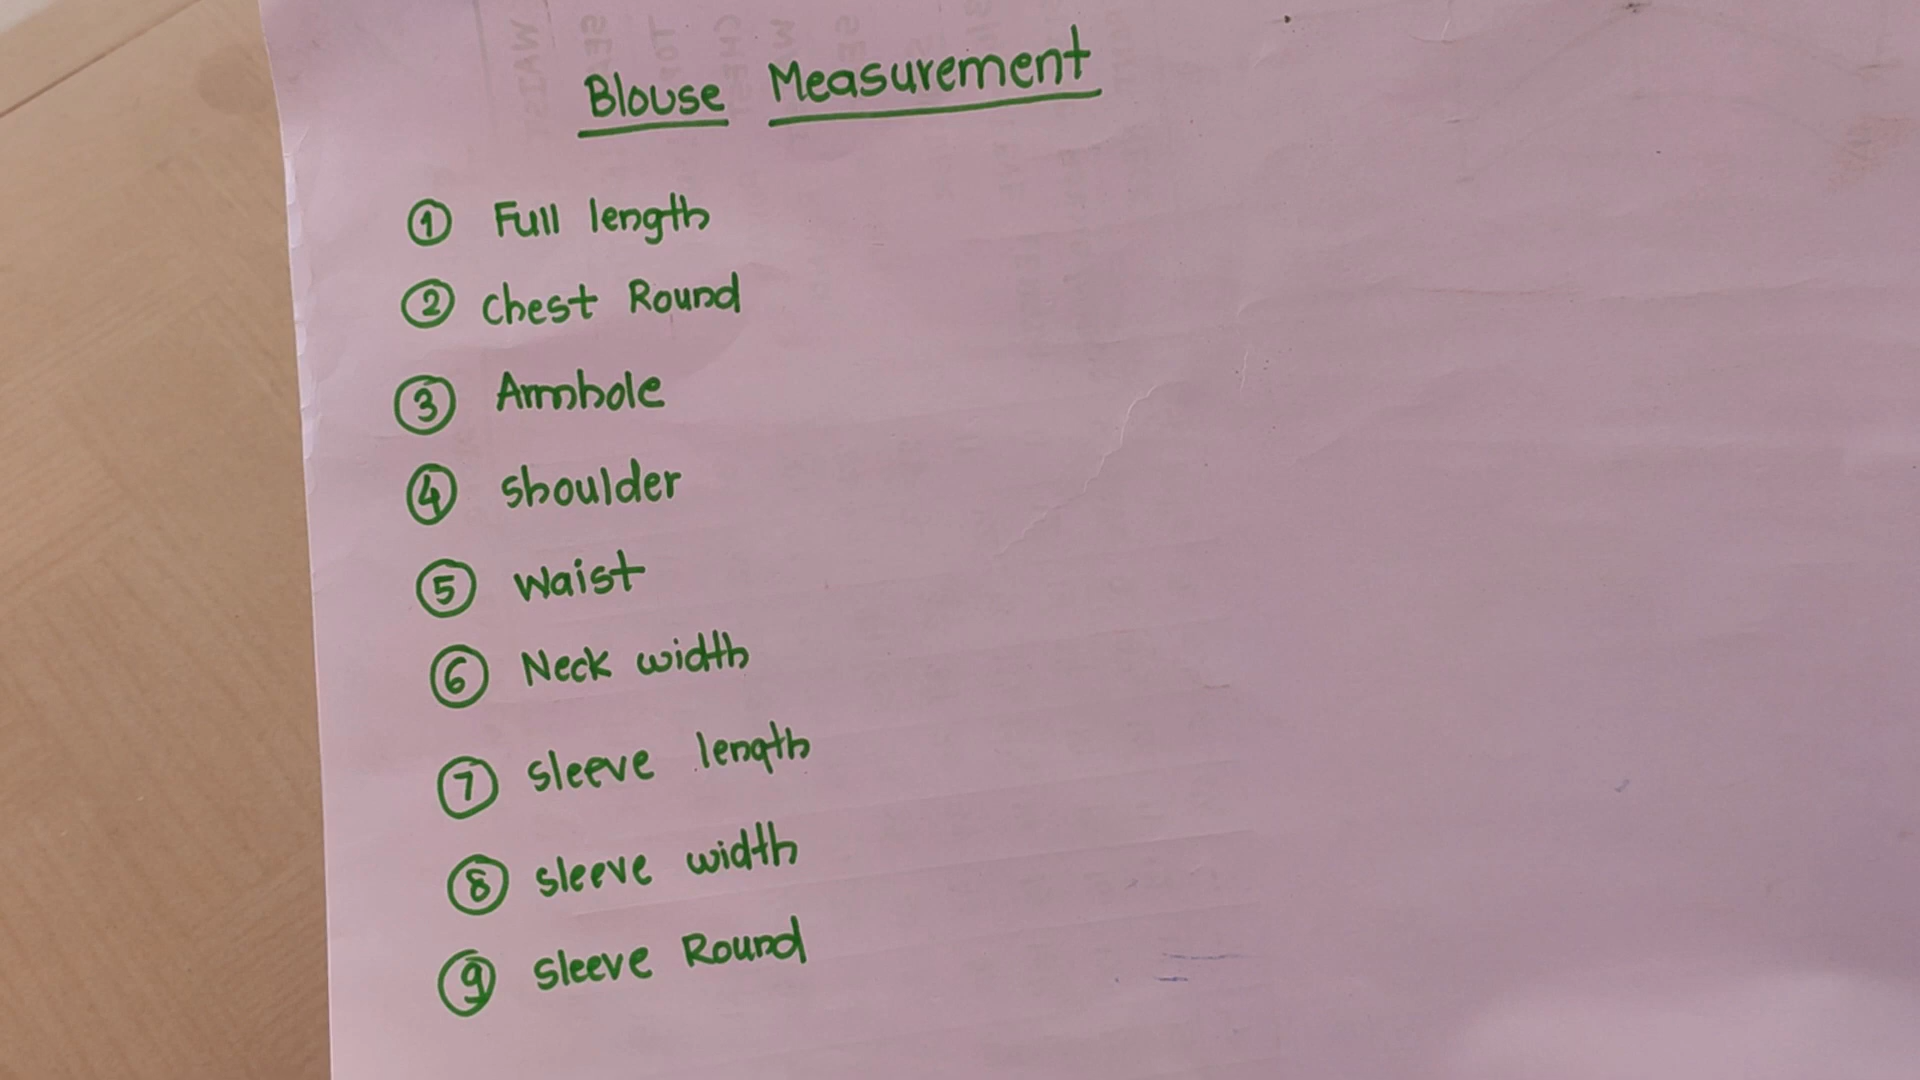 Blouse Measurement
① Full length
② Chest Round
③ Armhole
④ shoulder
⑤ Waist
⑥ Neck width
⑦ sleeve length
⑧ sleeve width
⑨ sleeve Round